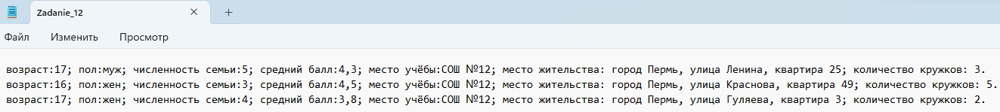 Zadanie_12
Файл Изменить Просмотр
возраст:17; пол:муж; численность семьи:5; средний балл:4,3; место учёбы:СОШ №12; место жительства: город Пермь, улица Ленина, квартира 25; количество кружков: 3.
возраст:16; пол:жен; численность семьи:3; средний балл:4,5; место учёбы:СОШ №12; место жительства: город Пермь, улица Краснова, квартира 49; количество кружков: 5.
возраст:17; пол:жен; численность семьи:4; средний балл:3,8; место учёбы:СОШ №12; место жительства: город Пермь, улица Гуляева, квартира 3; количество кружков: 2.